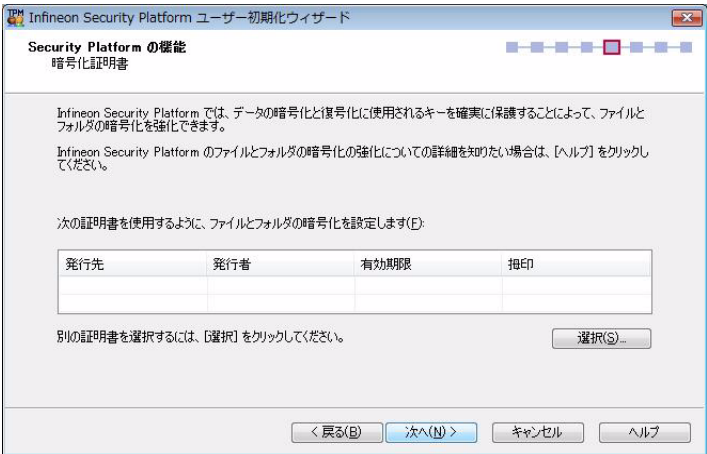 TPM Infineon Security Platform ユーザー初期化ウィザード
Security Platform の機能
暗号化証明書
Infineon Security Platform では、データの暗号化と復号化に使用されるキーを確実に保護することによって、ファイルと
フォルダの暗号化を強化できます。
Infineon Security Platform のファイルとフォルダの暗号化の強化についての詳細を知りたい場合は、[ヘルプ] をクリックし
てください。
次の証明書を使用するように、ファイルとフォルダの暗号化を設定します(F):
発行先 発行者 有効期限 拇印
別の証明書を選択するには、[選択] をクリックしてください。
選択(S)...
< 戻る(B) 次へ(N) > キャンセル ヘルプ